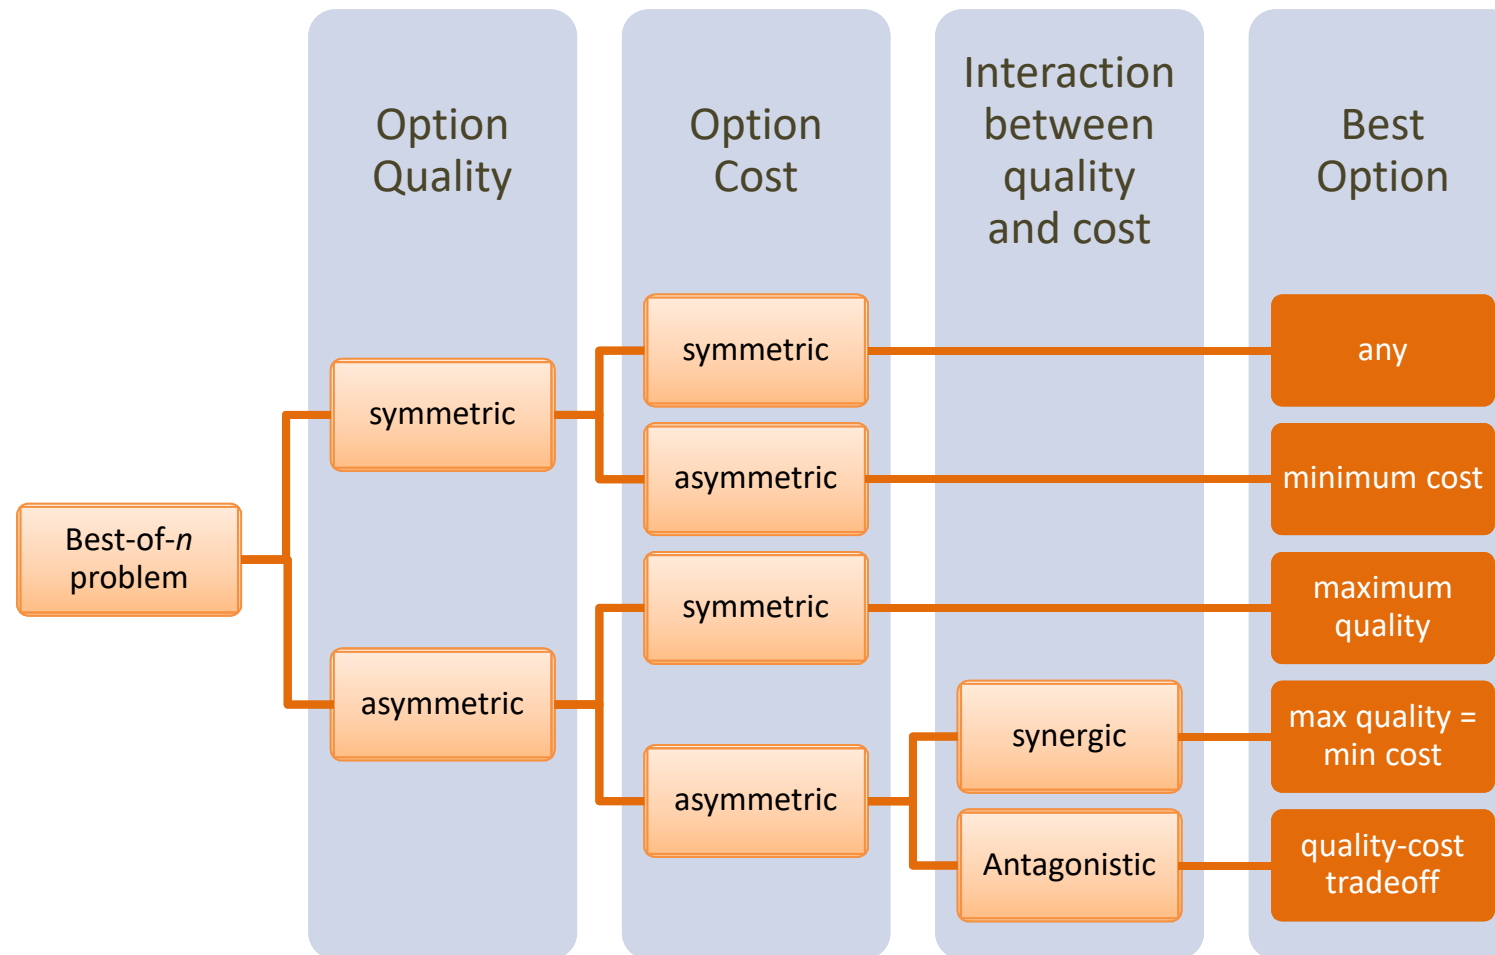 Option
Quality
Option
Cost
Interaction
between
quality
and cost
Best
Option
symmetric
any
symmetric
asymmetric
minimum cost
Best-of-n
problem
symmetric
maximum
quality
asymmetric
synergic
max quality =
min cost
asymmetric
Antagonistic
quality-cost
tradeoff